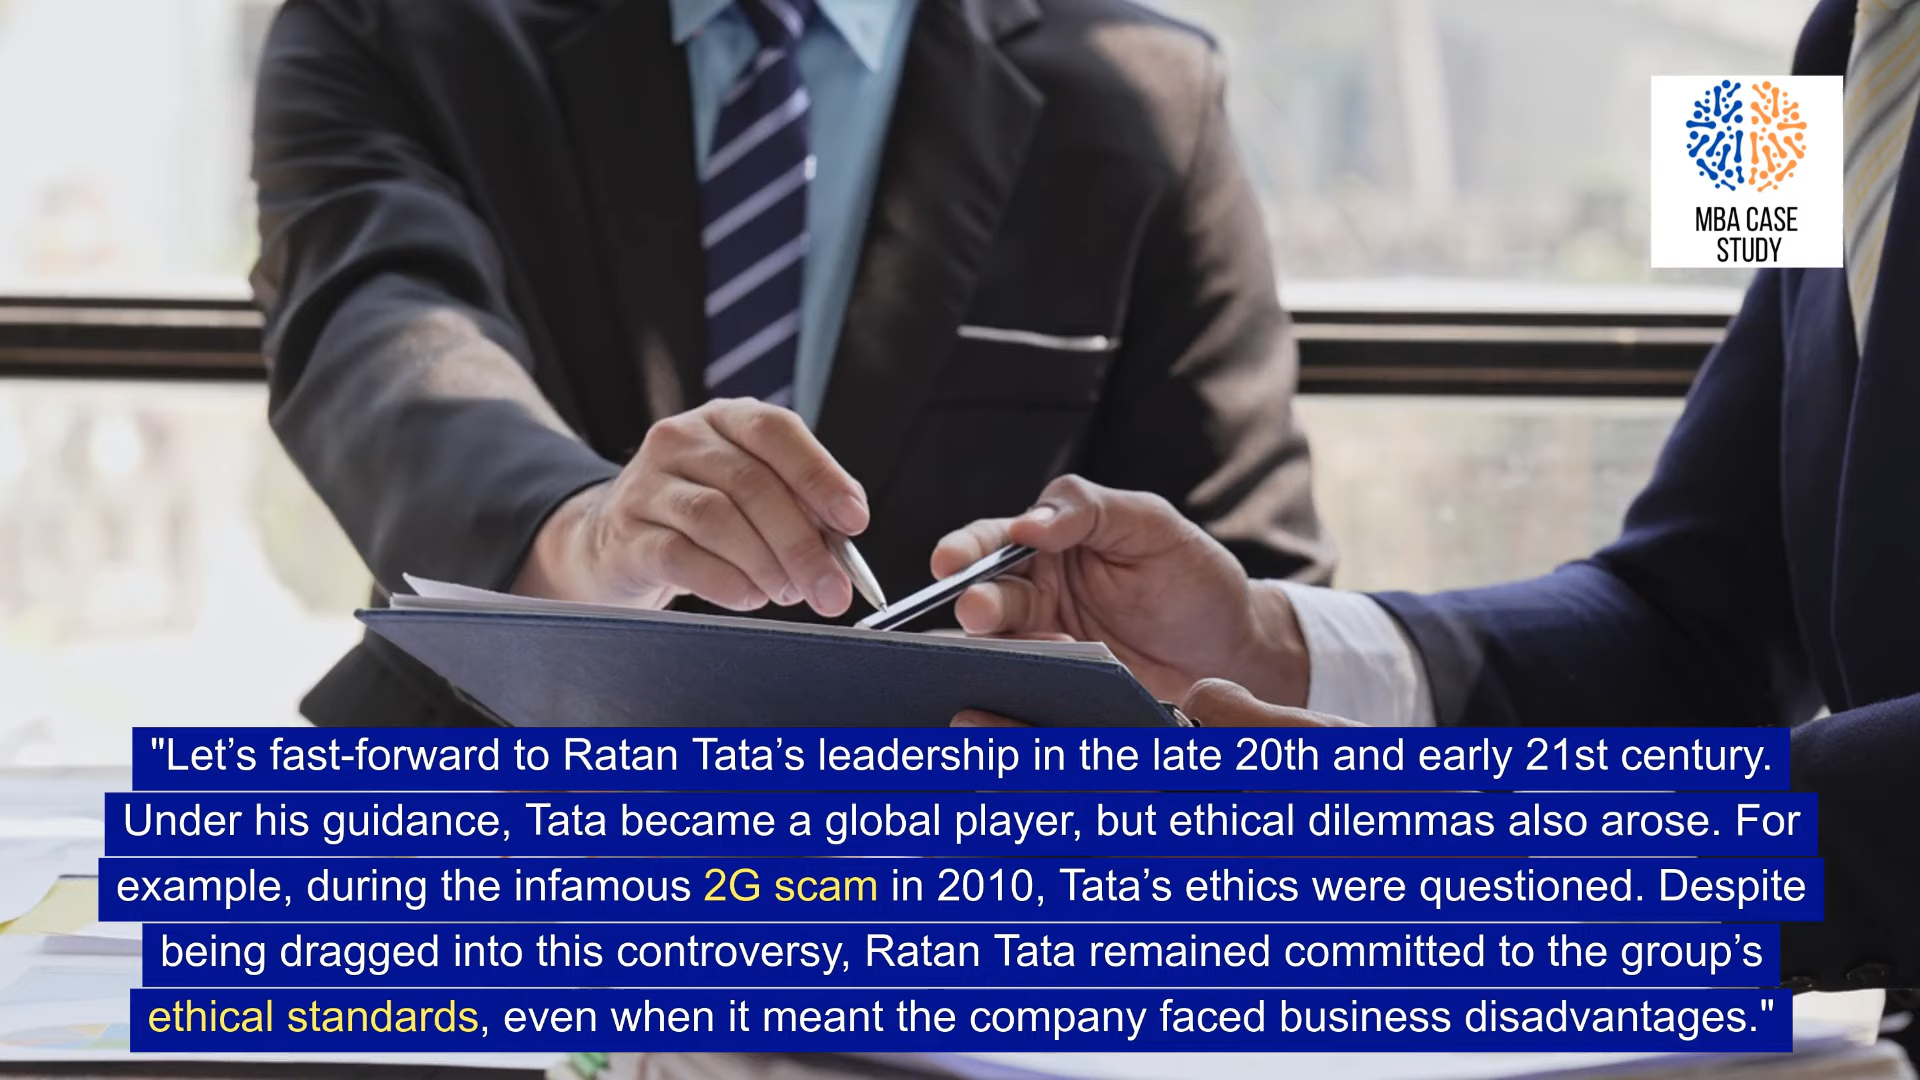 MBA CASE
STUDY
"Let’s fast-forward to Ratan Tata’s leadership in the late 20th and early 21st century.
Under his guidance, Tata became a global player, but ethical dilemmas also arose. For
example, during the infamous 2G scam in 2010, Tata’s ethics were questioned. Despite
being dragged into this controversy, Ratan Tata remained committed to the group’s
ethical standards, even when it meant the company faced business disadvantages."